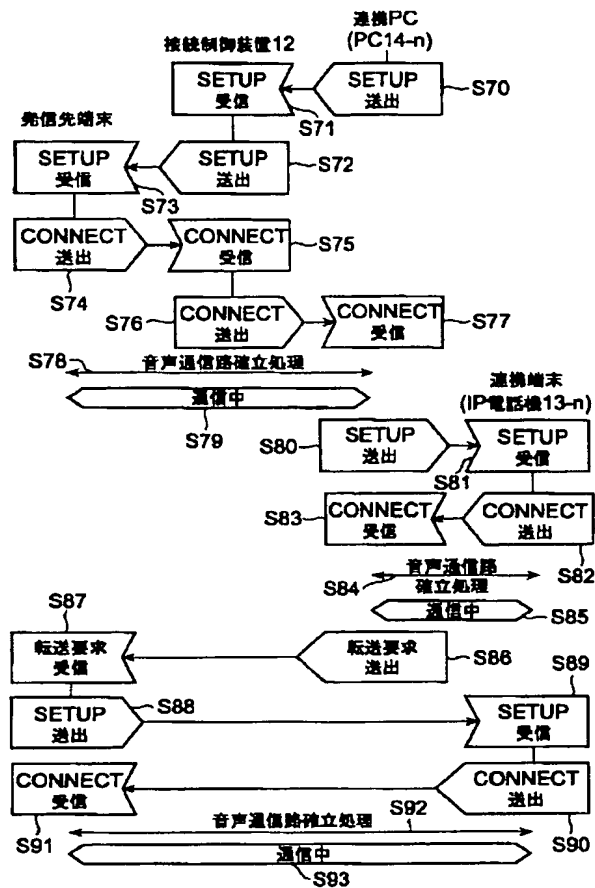 連携PC
(PC14-n)
接続制御装置12
SETUP
受信
SETUP
送出
S70
S71
発信先端末
SETUP
受信
SETUP
送出
S72
S73
CONNECT
送出
CONNECT
受信
S75
S74
S76
CONNECT
送出
CONNECT
受信
S77
S78
音声通信路確立処理
通信中
S79
連携端末
(IP電話機13-n)
S80
SETUP
送出
SETUP
受信
S81
S83
CONNECT
受信
CONNECT
送出
S82
音声通信路
確立処理
S84
通信中
S85
S87
転送要求
受信
転送要求
送出
S86
S89
SETUP
送出
S88
SETUP
受信
CONNECT
受信
CONNECT
送出
S91
S90
音声通信路確立処理
S92
通信中
S93